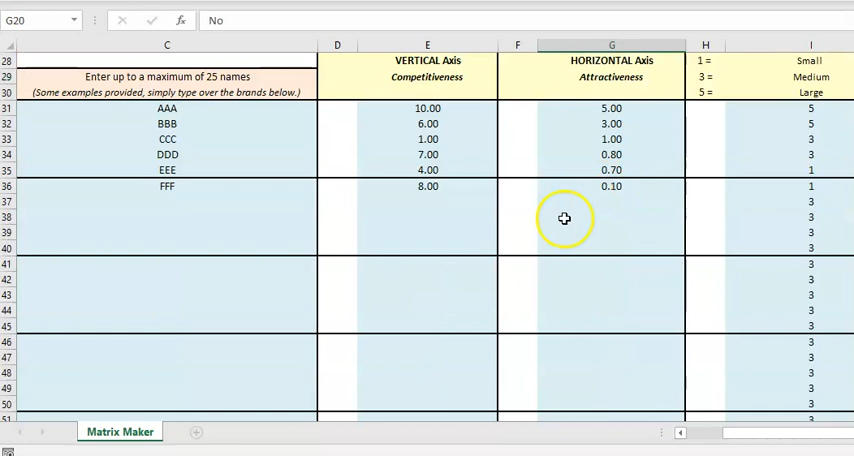 G20 No
C D E F G H I
28 VERTICAL Axis HORIZONTAL Axis 1 = Small
29 Enter up to a maximum of 25 names Competitiveness Attractiveness 3 = Medium
30 (Some examples provided, simply type over the brands below.) 5 = Large
31 AAA 10.00 5.00 5
32 BBB 6.00 3.00 5
33 CCC 1.00 1.00 3
34 DDD 7.00 0.80 3
35 EEE 4.00 0.70 1
36 FFF 8.00 0.10 1
37 3
38 3
39 3
40 3
41 3
42 3
43 3
44 3
45 3
46 3
47 3
48 3
49 3
50 3
51 3
Matrix Maker